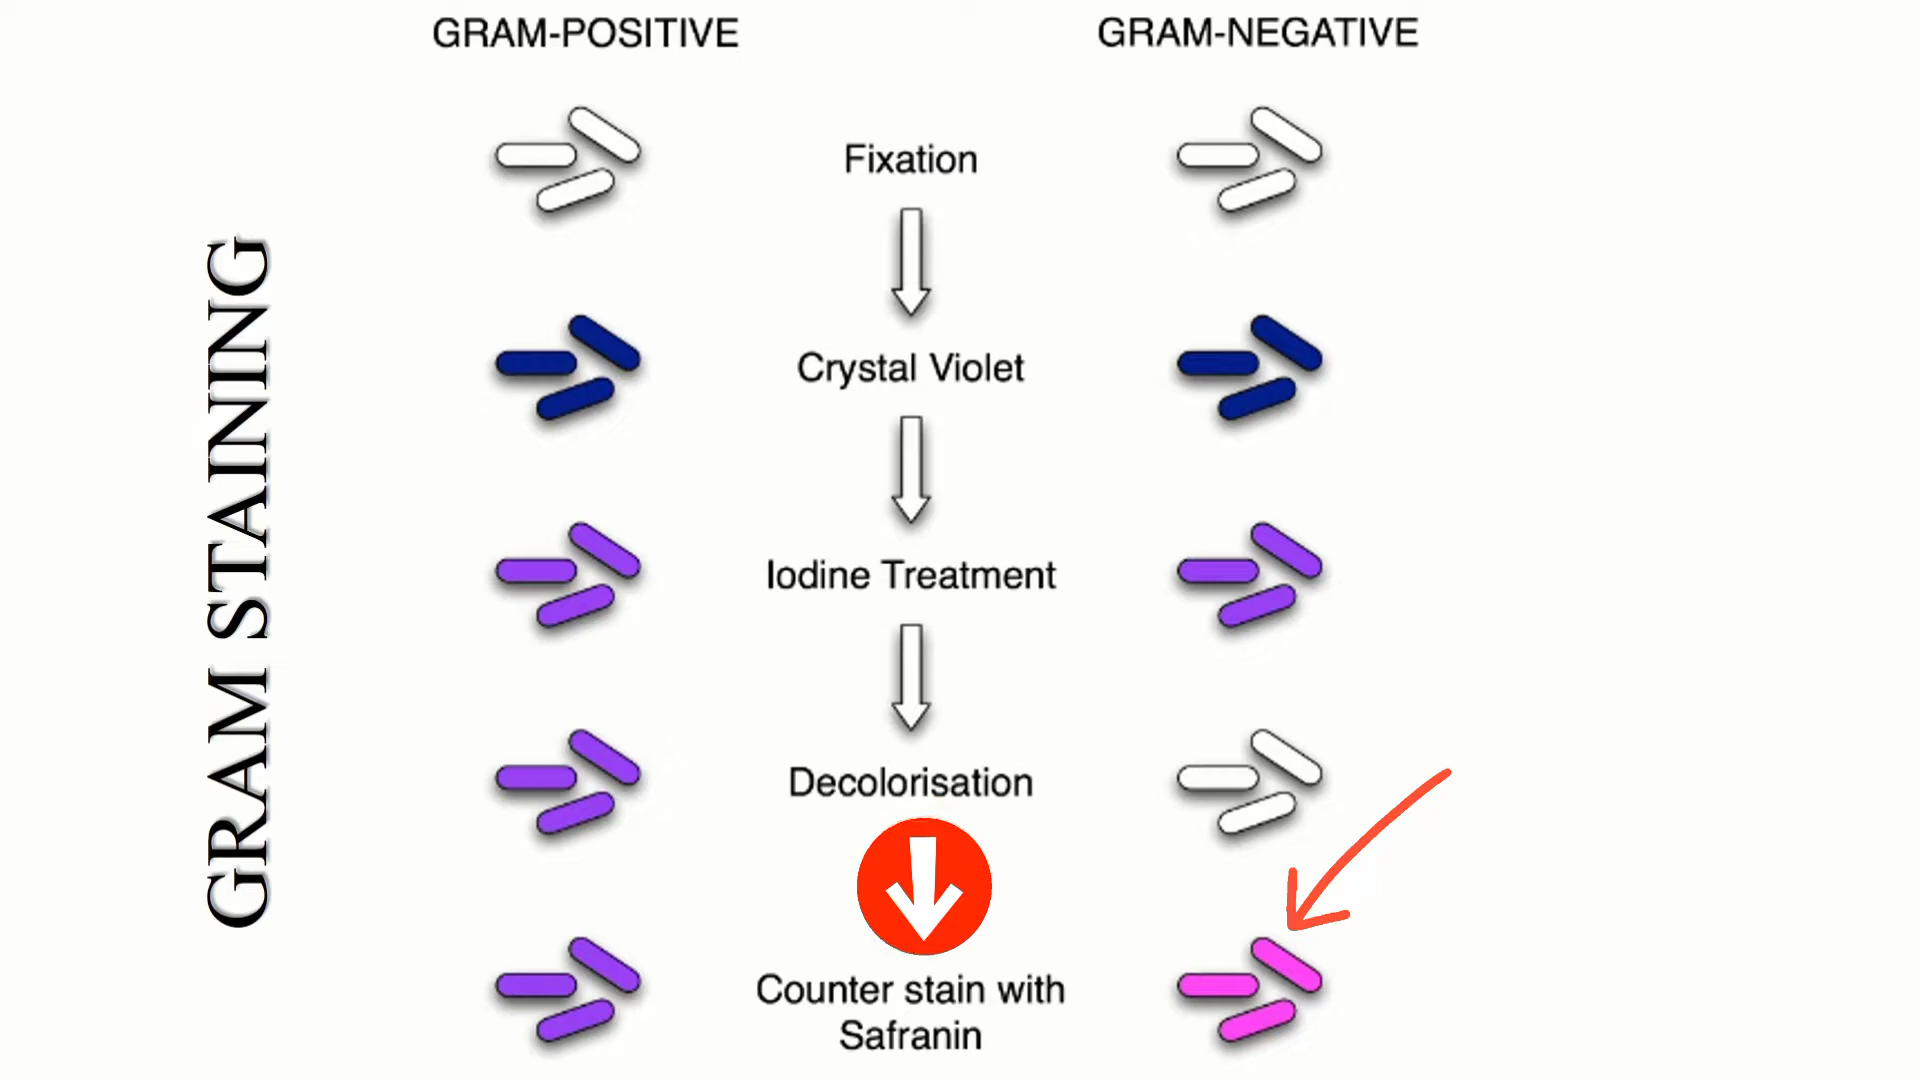 GRAM-POSITIVE
GRAM-NEGATIVE
GRAM STAINING
Fixation
Crystal Violet
Iodine Treatment
Decolorisation
Counter stain with
Safranin